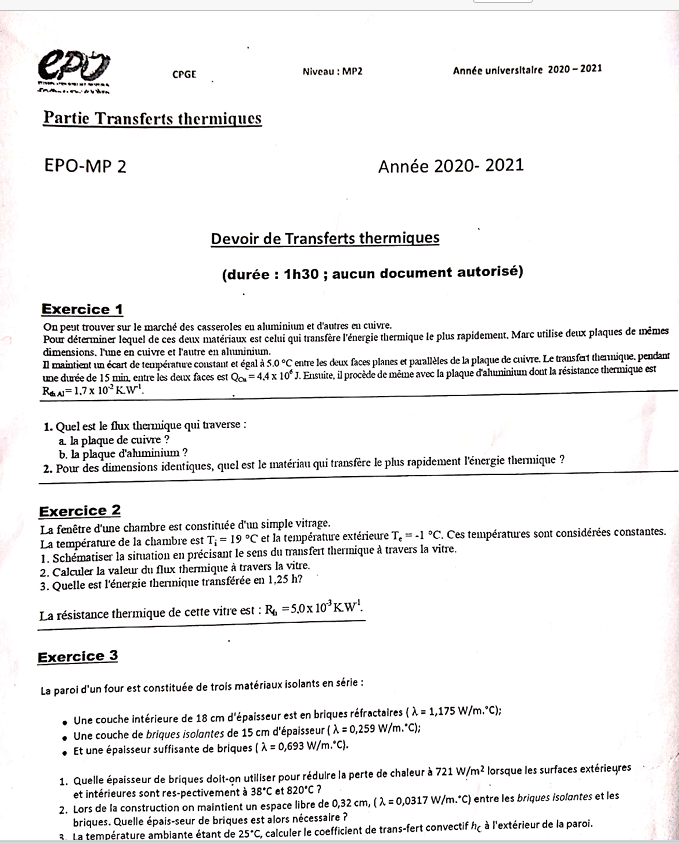 epo
CPGE
Niveau : MP2
Année universitaire 2020 – 2021
Partie Transferts thermiques
EPO-MP 2
Année 2020- 2021
Devoir de Transferts thermiques
(durée : 1h30 ; aucun document autorisé)
Exercice 1
On peut trouver sur le marché des casseroles en aluminium et d'autres en cuivre.
Pour déterminer lequel de ces deux matériaux est celui qui transfère l'énergie thermique le plus rapidement, Marc utilise deux plaques de mêmes
dimensions, l'une en cuivre et l'autre en aluminium.
Il maintient un écart de température constant et égal à 5.0 °C entre les deux faces planes et parallèles de la plaque de cuivre. Le transfert thermique, pendant
une durée de 15 min, entre les deux faces est Q_Cu = 4,4 x 10⁶ J. Ensuite, il procède de même avec la plaque d'aluminium dont la résistance thermique est
R_th Al = 1,7 x 10⁻³ K.W⁻¹.
1. Quel est le flux thermique qui traverse :
a. la plaque de cuivre ?
b. la plaque d'aluminium ?
2. Pour des dimensions identiques, quel est le matériau qui transfère le plus rapidement l'énergie thermique ?
Exercice 2
La fenêtre d'une chambre est constituée d'un simple vitrage.
La température de la chambre est Tᵢ = 19 °C et la température extérieure Tₑ = -1 °C. Ces températures sont considérées constantes.
1. Schématiser la situation en précisant le sens du transfert thermique à travers la vitre.
2. Calculer la valeur du flux thermique à travers la vitre.
3. Quelle est l'énergie thermique transférée en 1,25 h?
La résistance thermique de cette vitre est : R_th =5,0 x 10⁻³ K.W⁻¹.
Exercice 3
La paroi d'un four est constituée de trois matériaux isolants en série :
• Une couche intérieure de 18 cm d'épaisseur est en briques réfractaires ( λ = 1,175 W/m.°C);
• Une couche de briques isolantes de 15 cm d'épaisseur ( λ = 0,259 W/m.°C);
• Et une épaisseur suffisante de briques ( λ = 0,693 W/m.°C).
1. Quelle épaisseur de briques doit-on utiliser pour réduire la perte de chaleur à 721 W/m² lorsque les surfaces extérieures
et intérieures sont res-pectivement à 38°C et 820°C ?
2. Lors de la construction on maintient un espace libre de 0,32 cm, ( λ = 0,0317 W/m.°C) entre les briques isolantes et les
briques. Quelle épais-seur de briques est alors nécessaire ?
3. La température ambiante étant de 25°C, calculer le coefficient de trans-fert convectif h_c à l'extérieur de la paroi.